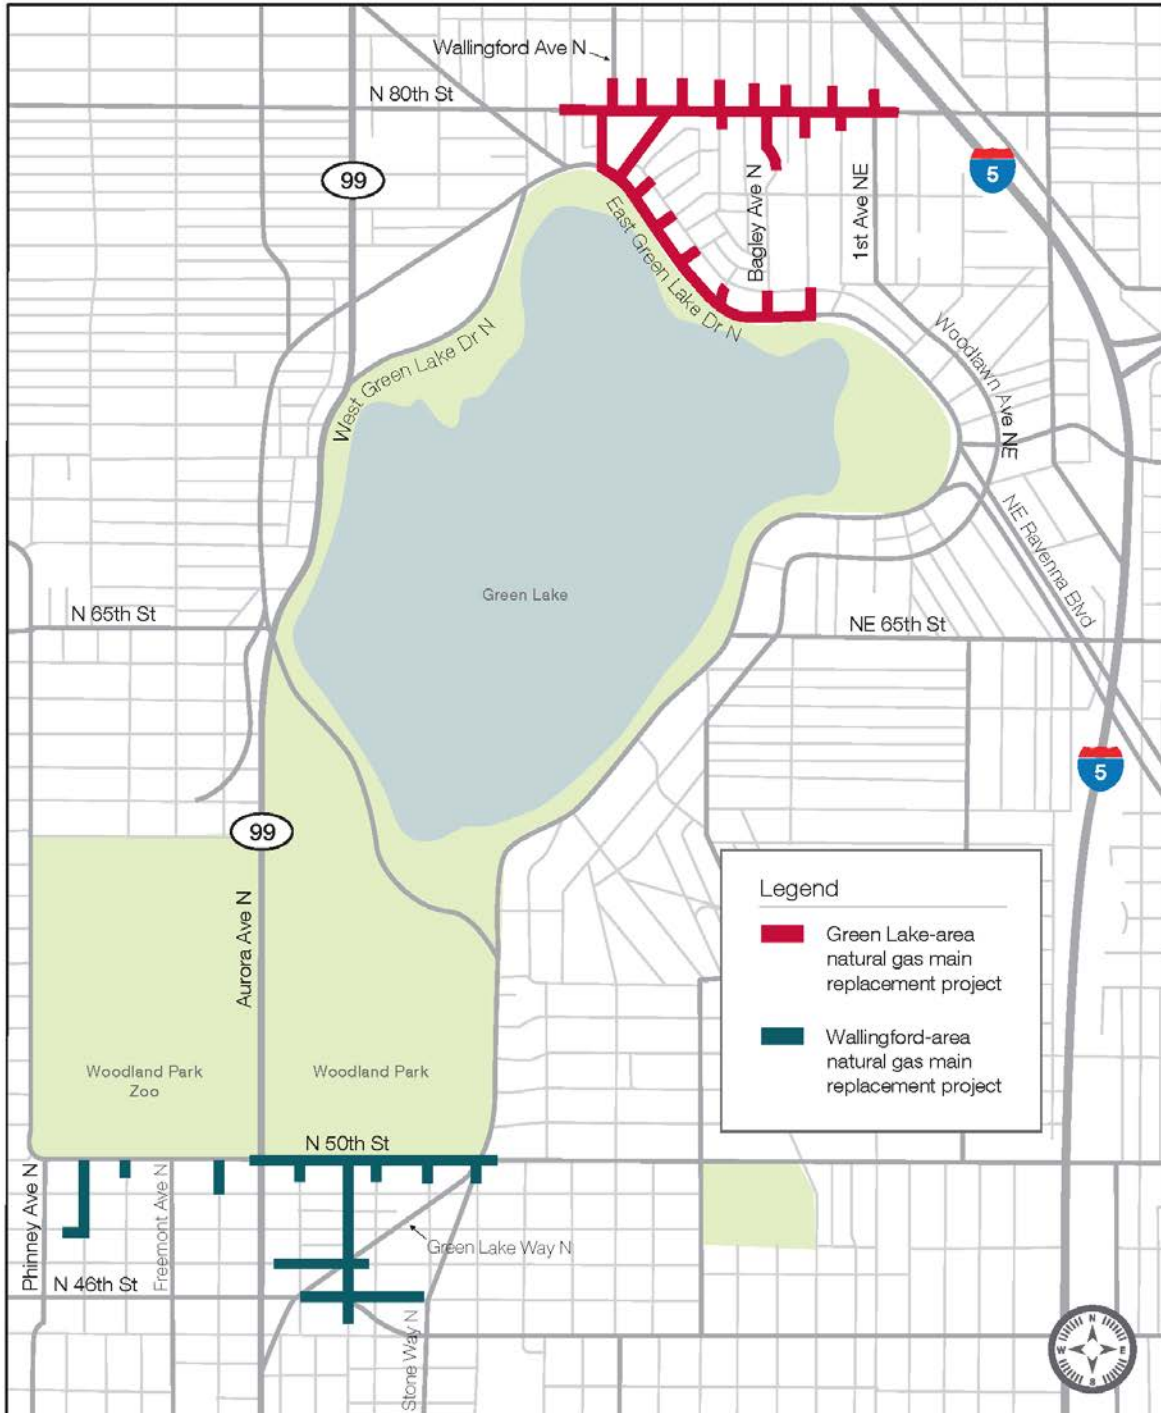 Wallingford Ave N
N 80th St
99
5
Bagley Ave N
1st Ave NE
East Green Lake Dr N
West Green Lake Dr N
Woodlawn Ave NE
NE Ravenna Blvd
Green Lake
N 65th St
NE 65th St
5
99
Aurora Ave N
Legend
Green Lake-area
natural gas main
replacement project
Wallingford-area
natural gas main
replacement project
Woodland Park
Zoo
Woodland Park
N 50th St
Phinney Ave N
Freemont Ave N
Green Lake Way N
N 46th St
Stone Way N
N
W
E
S